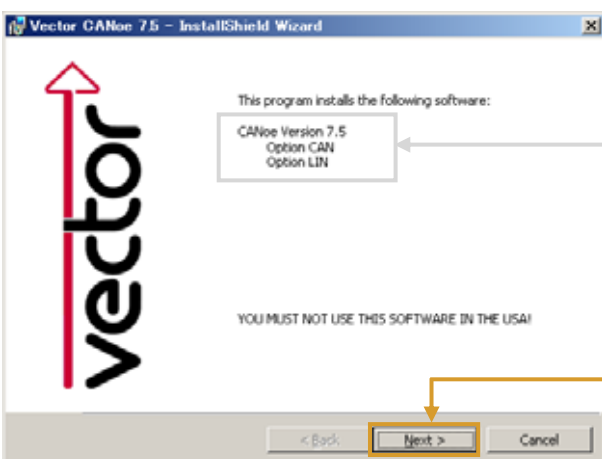 Vector CANoe 7.5 - InstallShield Wizard
vector
This program installs the following software:
CANoe Version 7.5
Option CAN
Option LIN
YOU MUST NOT USE THIS SOFTWARE IN THE USA!
< Back
Next >
Cancel